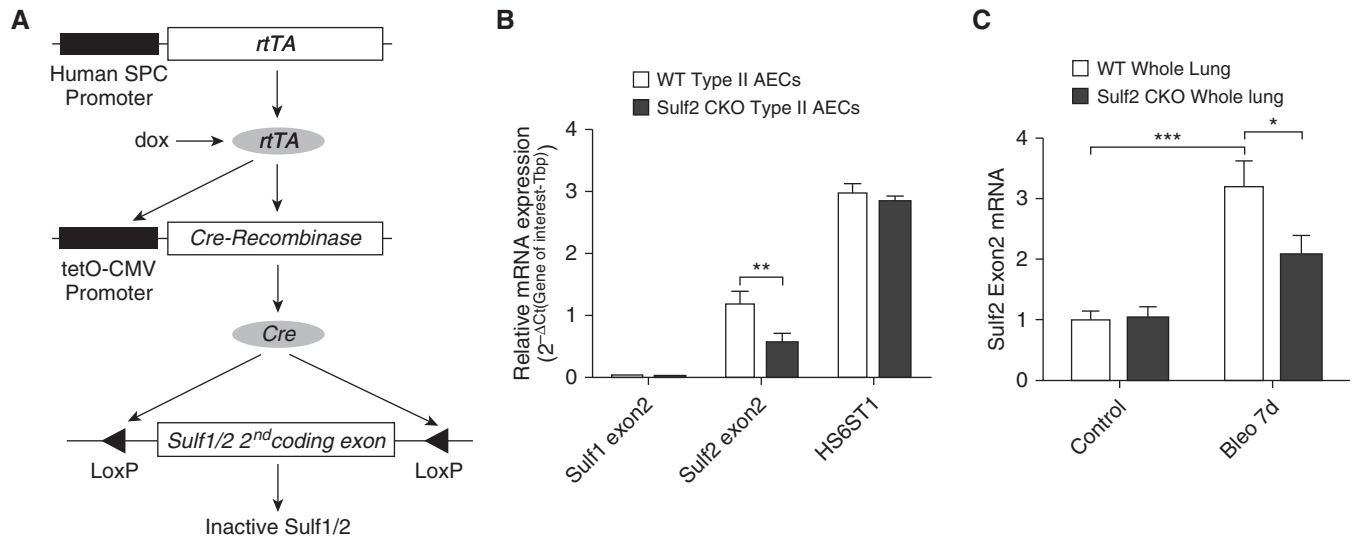 A
rtTA
Human SPC
Promoter
dox
rtTA
Cre-Recombinase
tetO-CMV
Promoter
Cre
Sulf1/2 2nd coding exon
LoxP
LoxP
Inactive Sulf1/2
B
WT Type II AECs
Sulf2 CKO Type II AECs
Relative mRNA expression
(2–ΔCt(Gene of interest-Tbp))
4
3
2
1
0
**
Sulf1 exon2
Sulf2 exon2
HS6ST1
C
WT Whole Lung
Sulf2 CKO Whole lung
Sulf2 Exon2 mRNA
4
3
2
1
0
***
*
Control
Bleo 7d